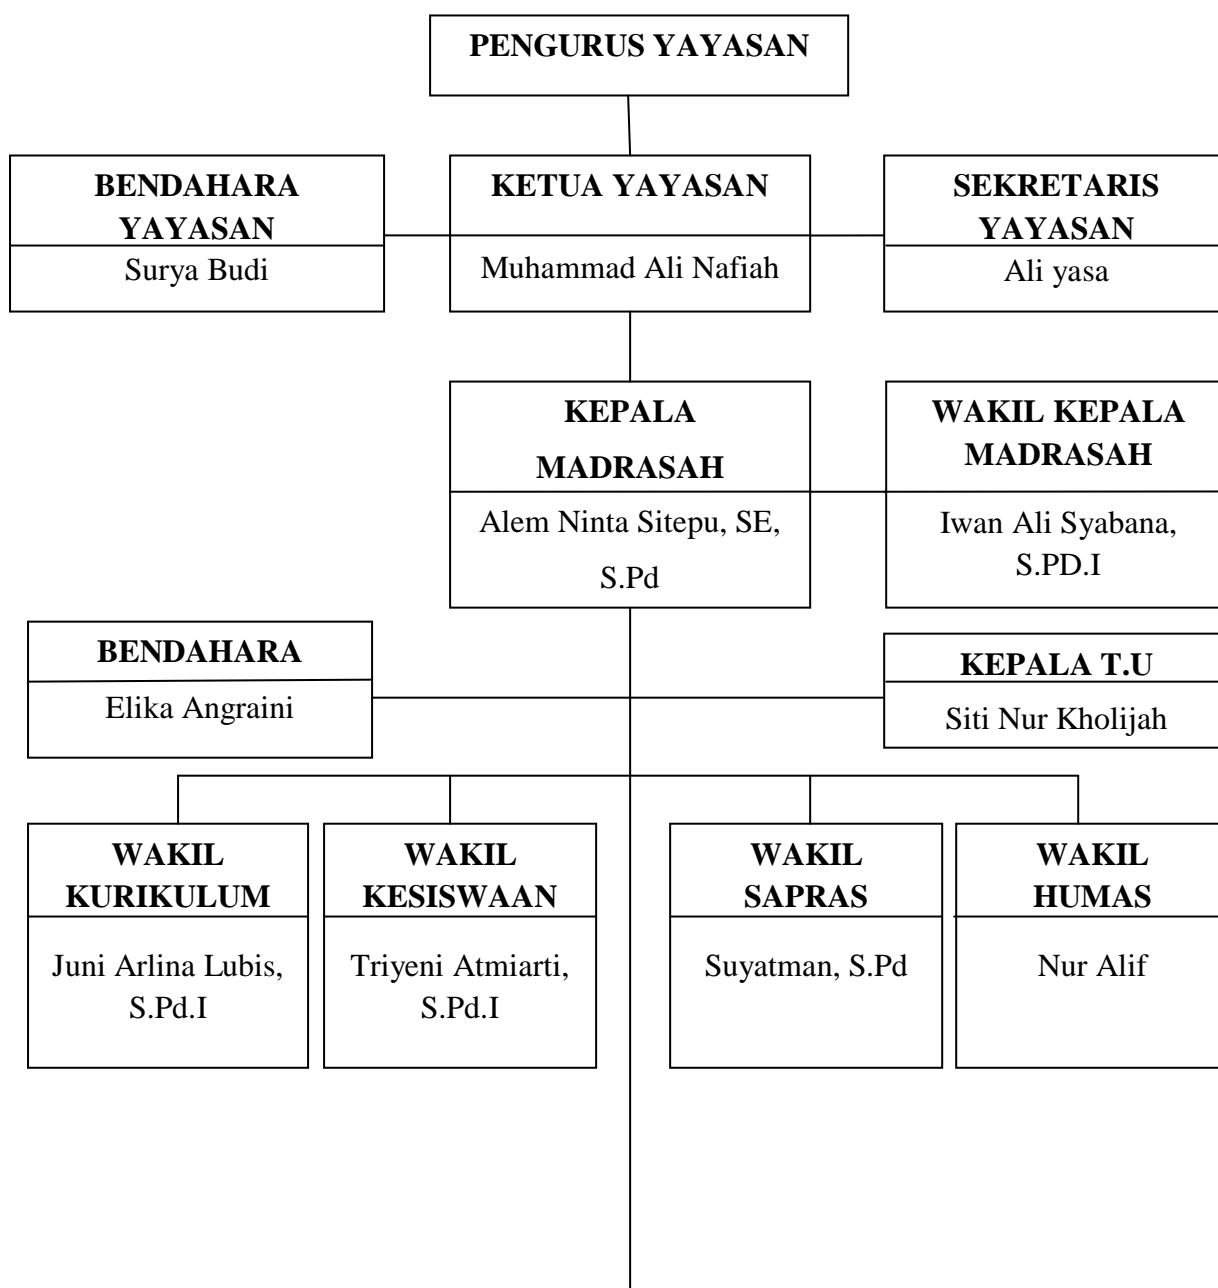 PENGURUS YAYASAN
BENDAHARA
YAYASAN
Surya Budi
KETUA YAYASAN
Muhammad Ali Nafiah
SEKRETARIS
YAYASAN
Ali yasa
KEPALA
MADRASAH
Alem Ninta Sitepu, SE,
S.Pd
WAKIL KEPALA
MADRASAH
Iwan Ali Syabana,
S.PD.I
BENDAHARA
Elika Angraini
KEPALA T.U
Siti Nur Kholijah
WAKIL
KURIKULUM
Juni Arlina Lubis,
S.Pd.I
WAKIL
KESISWAAN
Triyeni Atmiarti,
S.Pd.I
WAKIL
SAPRAS
Suyatman, S.Pd
WAKIL
HUMAS
Nur Alif